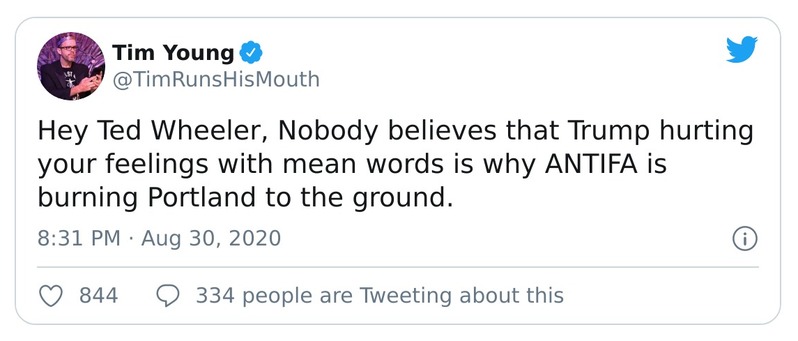 Tim Young
@TimRunsHisMouth
Hey Ted Wheeler, Nobody believes that Trump hurting
your feelings with mean words is why ANTIFA is
burning Portland to the ground.
8:31 PM · Aug 30, 2020
844 334 people are Tweeting about this